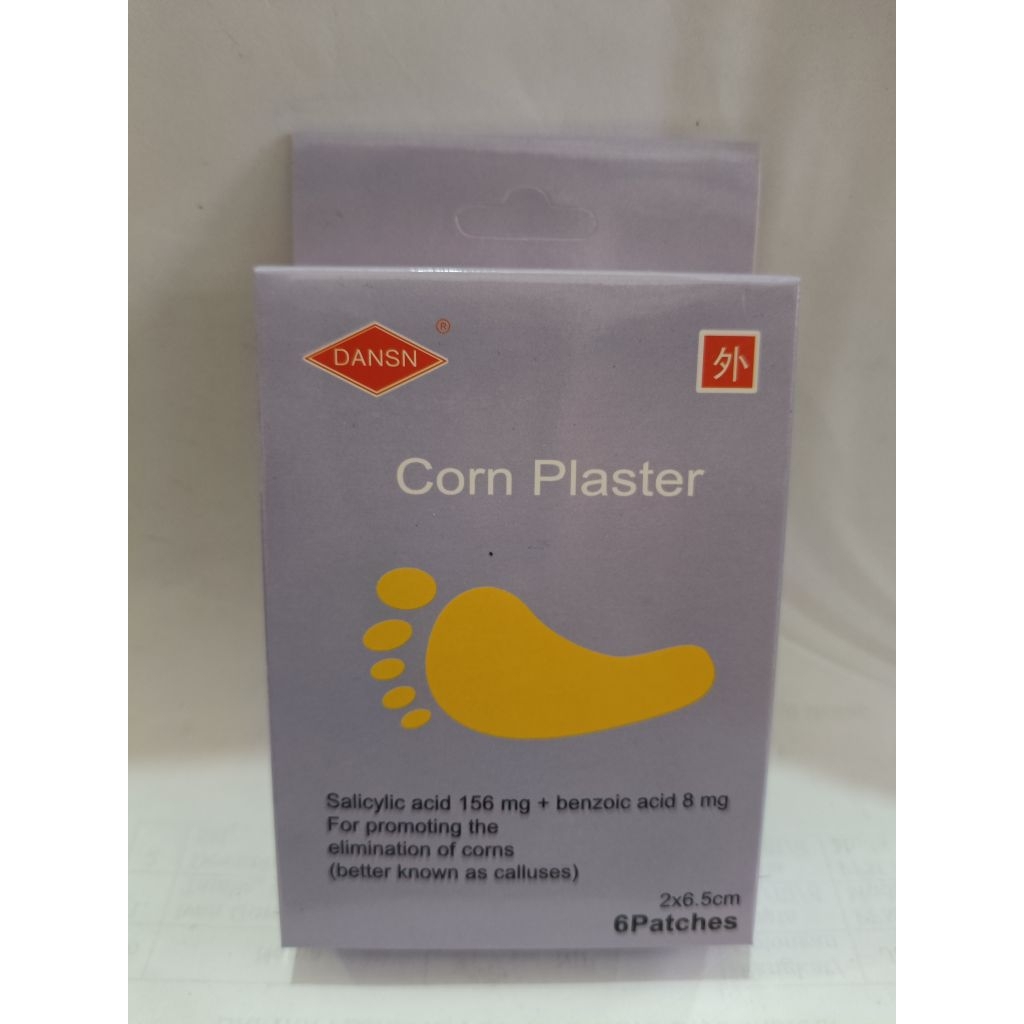 DANSN
®
外
Corn Plaster
Salicylic acid 156 mg + benzoic acid 8 mg
For promoting the
elimination of corns
(better known as calluses)
2x6.5cm
6Patches